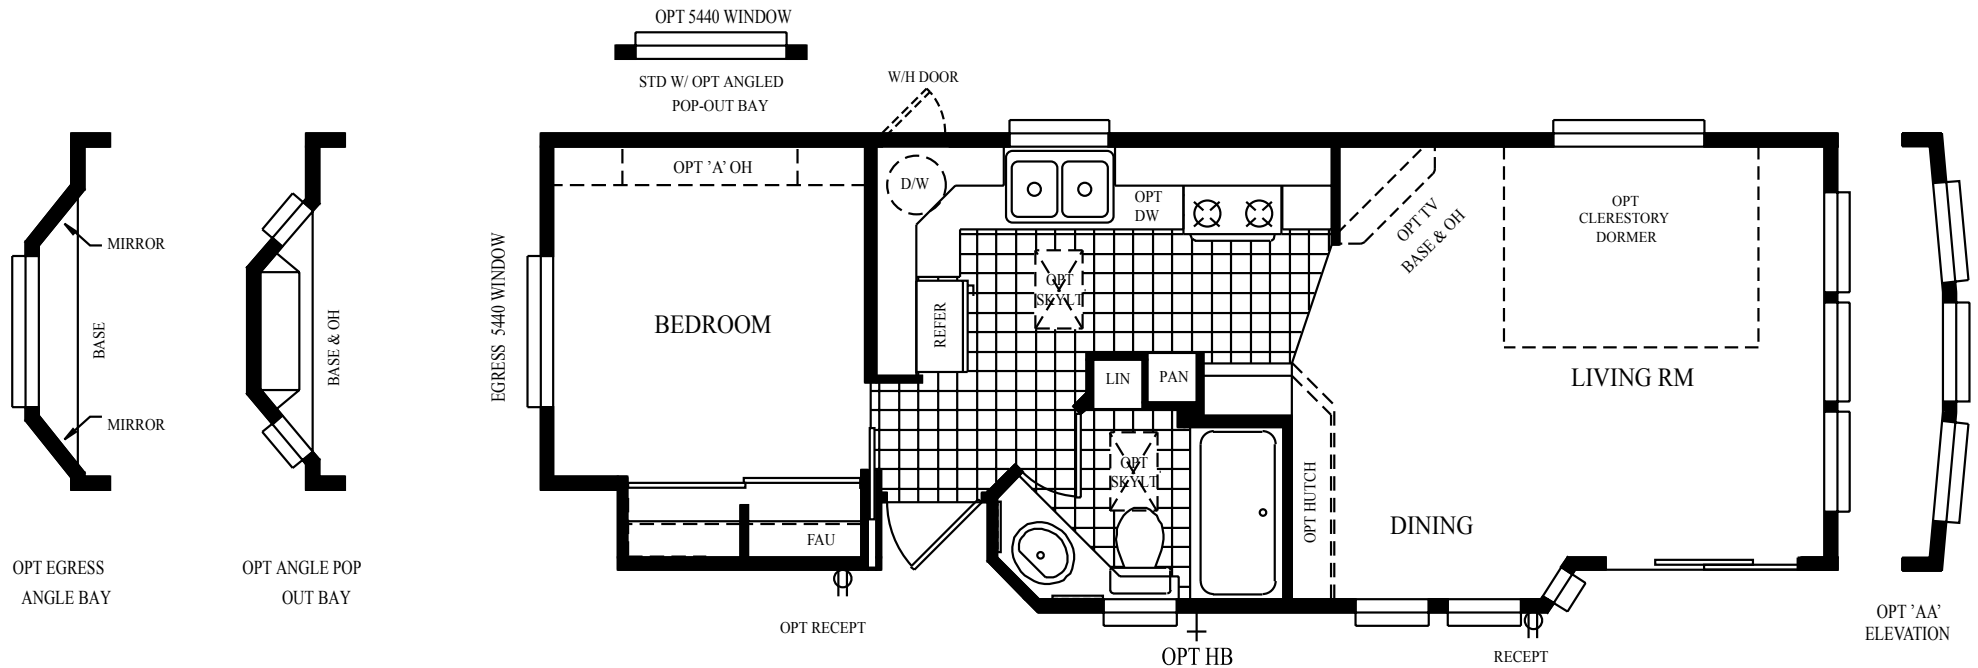 OPT 5440 WINDOW
STD W/ OPT ANGLED
POP-OUT BAY
W/H DOOR
MIRROR
BASE
MIRROR
OPT EGRESS
ANGLE BAY
BASE & OH
OPT ANGLE POP
OUT BAY
EGRESS 5440 WINDOW
OPT 'A' OH
BEDROOM
FAU
OPT RECEPT
D/W
REFER
OPT
SKYLT
OPT
DW
LIN
PAN
OPT
SKYLT
OPT HB
OPT TV
BASE & OH
OPT
CLERESTORY
DORMER
LIVING RM
DINING
OPT HUTCH
RECEPT
OPT 'AA'
ELEVATION